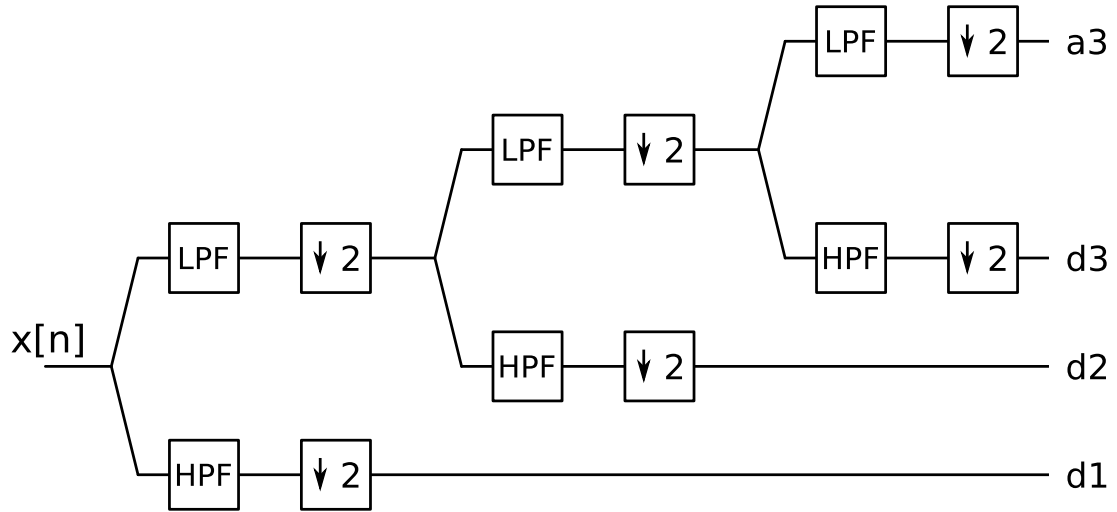 LPF ↓ 2 a3
LPF ↓ 2
LPF ↓ 2 HPF ↓ 2 d3
x[n]
HPF ↓ 2 d2
HPF ↓ 2 d1